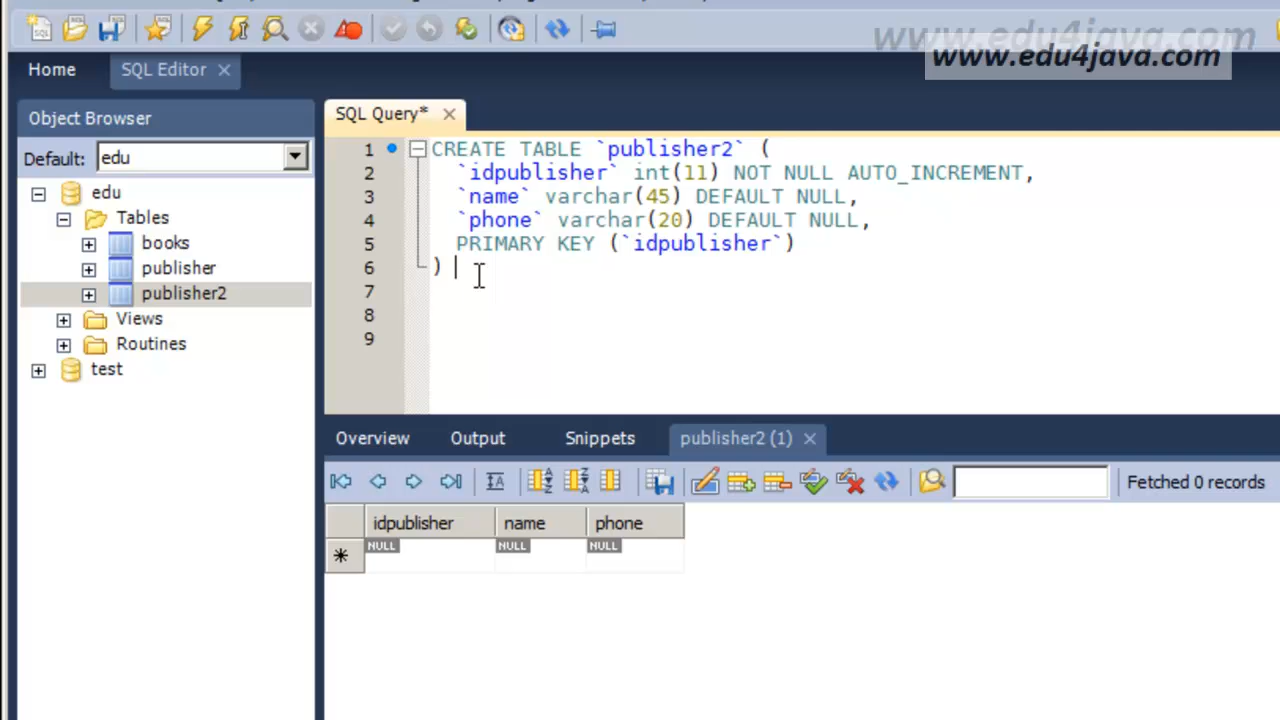 www.edu4java.com
www.edu4java.com
Home
SQL Editor
Object Browser
SQL Query*
Default: edu
edu
Tables
books
publisher
publisher2
Views
Routines
test
1 CREATE TABLE `publisher2` (
2 `idpublisher` int(11) NOT NULL AUTO_INCREMENT,
3 `name` varchar(45) DEFAULT NULL,
4 `phone` varchar(20) DEFAULT NULL,
5 PRIMARY KEY (`idpublisher`)
6 )
7
8
9
Overview Output Snippets publisher2 (1)
Fetched 0 records
idpublisher name phone
NULL NULL NULL